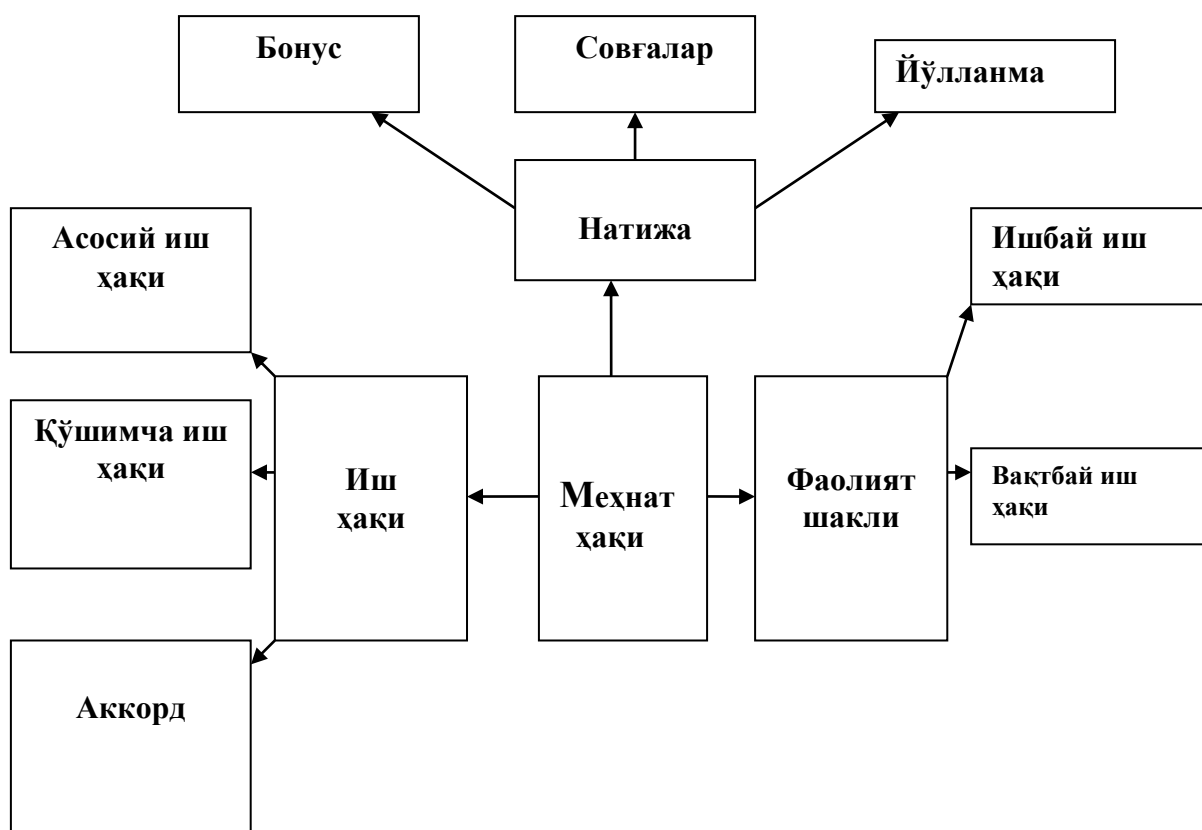 Бонус
Совғалар
Йўлланма
Натижа
Асосий иш
ҳақи
Ишбай иш
ҳақи
Қўшимча иш
ҳақи
Иш
ҳақи
Меҳнат
ҳақи
Фаолият
шакли
Вақтбай иш
ҳақи
Аккорд